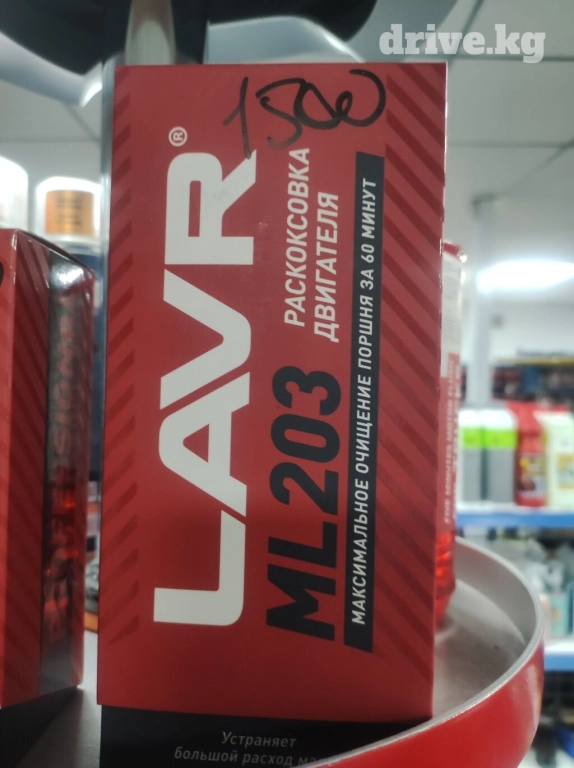 drive.kg
1500
LAVR®
ML203
РАСКОКСОВКА
ДВИГАТЕЛЯ
МАКСИМАЛЬНОЕ ОЧИЩЕНИЕ ПОРШНЯ ЗА 60 МИНУТ
Устраняет
большой расход